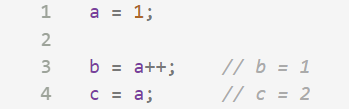 1 a = 1;
2
3 b = a++; // b = 1
4 c = a; // c = 2